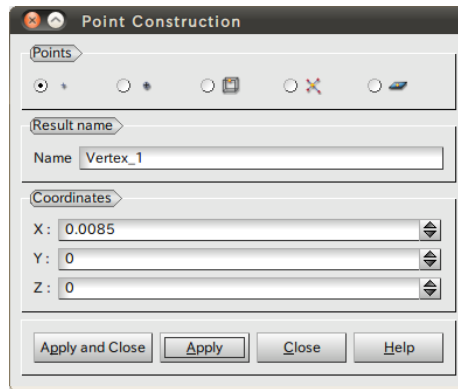 Point Construction
Points
Result name
Name Vertex_1
Coordinates
X : 0.0085
Y : 0
Z : 0
Apply and Close Apply Close Help